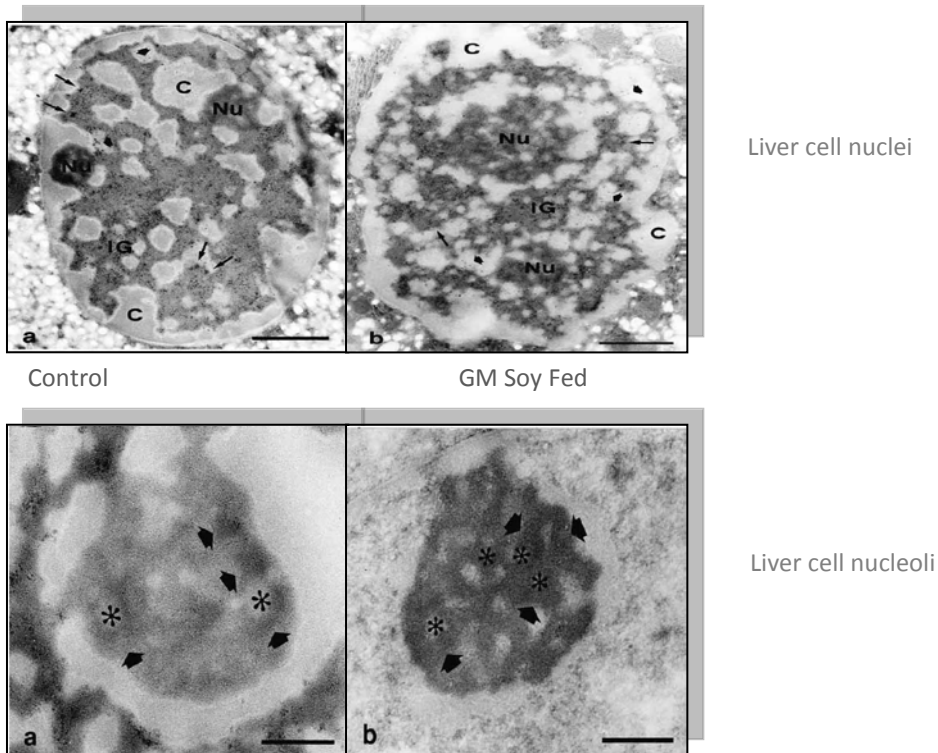 C
Nu
Nu
IG
C
a
C
Nu
IG
C
Nu
b
Liver cell nuclei
Control
GM Soy Fed
* *
a
* * * *
b
Liver cell nucleoli